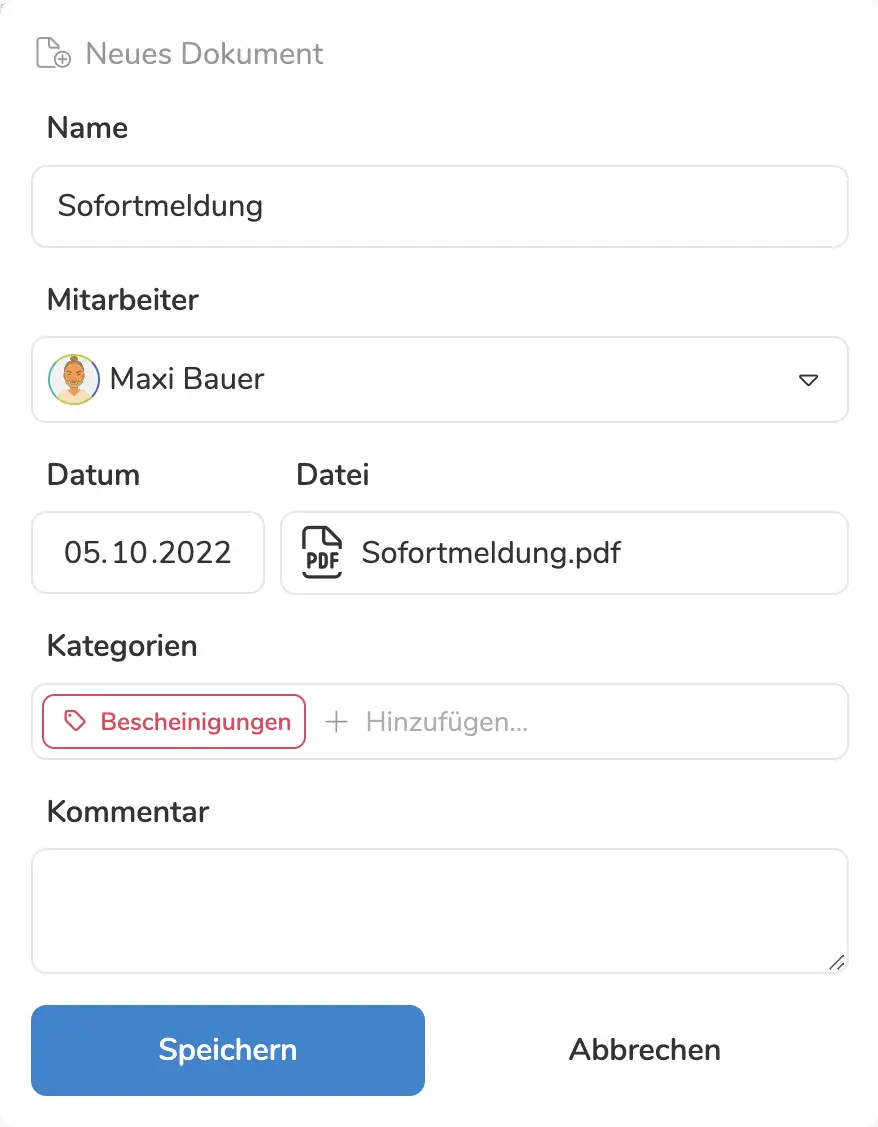 Neues Dokument
Name
Sofortmeldung
Mitarbeiter
Maxi Bauer
Datum Datei
05.10.2022 PDF Sofortmeldung.pdf
Kategorien
Bescheinigungen + Hinzufügen...
Kommentar
Speichern Abbrechen